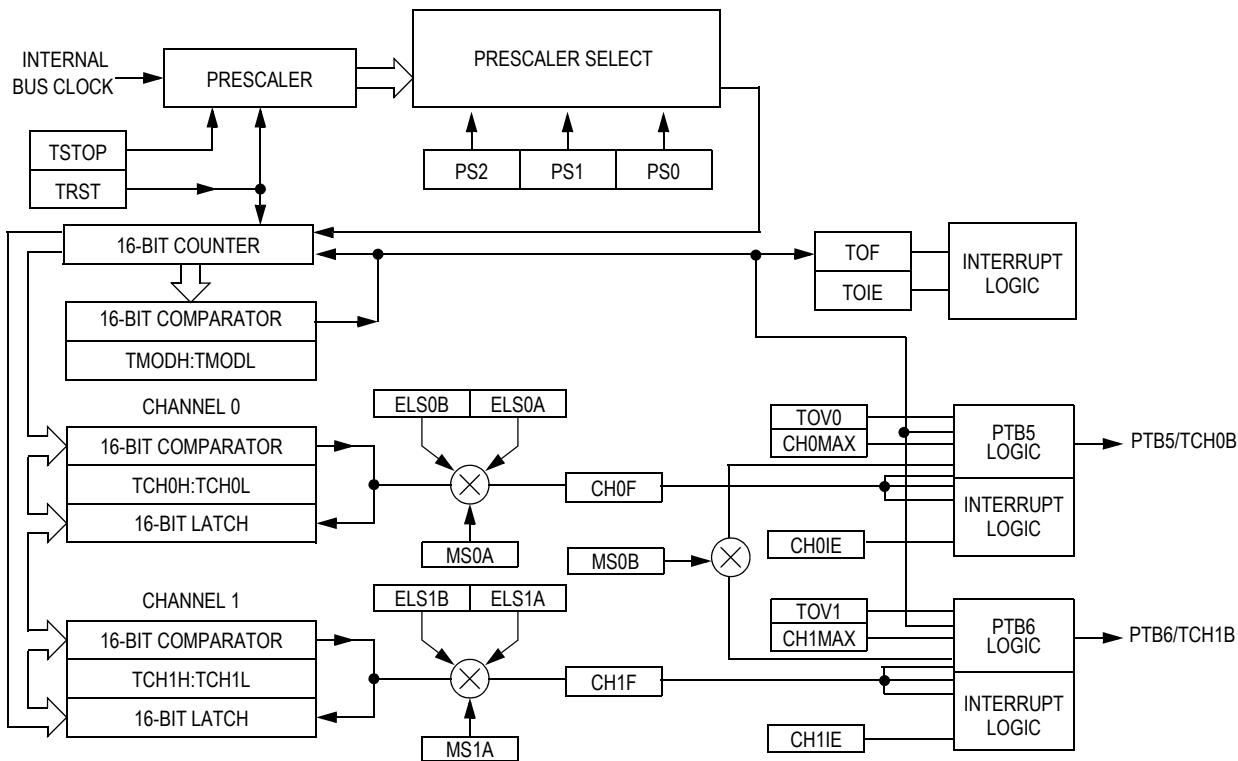 INTERNAL
BUS CLOCK
PRESCALER
PRESCALER SELECT
TSTOP
TRST
PS2
PS1
PS0
16-BIT COUNTER
16-BIT COMPARATOR
TMODH:TMODL
TOF
TOIE
INTERRUPT
LOGIC
CHANNEL 0
16-BIT COMPARATOR
TCH0H:TCH0L
16-BIT LATCH
ELS0B
ELS0A
MS0A
CH0F
TOV0
CH0MAX
PTB5
LOGIC
INTERRUPT
LOGIC
PTB5/TCH0B
CH0IE
MS0B
CHANNEL 1
16-BIT COMPARATOR
TCH1H:TCH1L
16-BIT LATCH
ELS1B
ELS1A
MS1A
CH1F
TOV1
CH1MAX
PTB6
LOGIC
INTERRUPT
LOGIC
PTB6/TCH1B
CH1IE